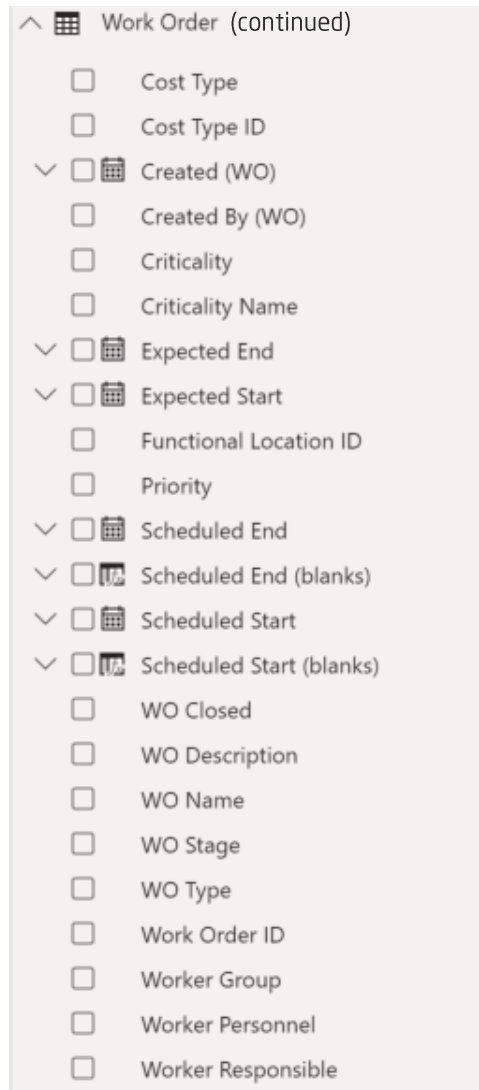 Work Order (continued)
Cost Type
Cost Type ID
Created (WO)
Created By (WO)
Criticality
Criticality Name
Expected End
Expected Start
Functional Location ID
Priority
Scheduled End
Scheduled End (blanks)
Scheduled Start
Scheduled Start (blanks)
WO Closed
WO Description
WO Name
WO Stage
WO Type
Work Order ID
Worker Group
Worker Personnel
Worker Responsible